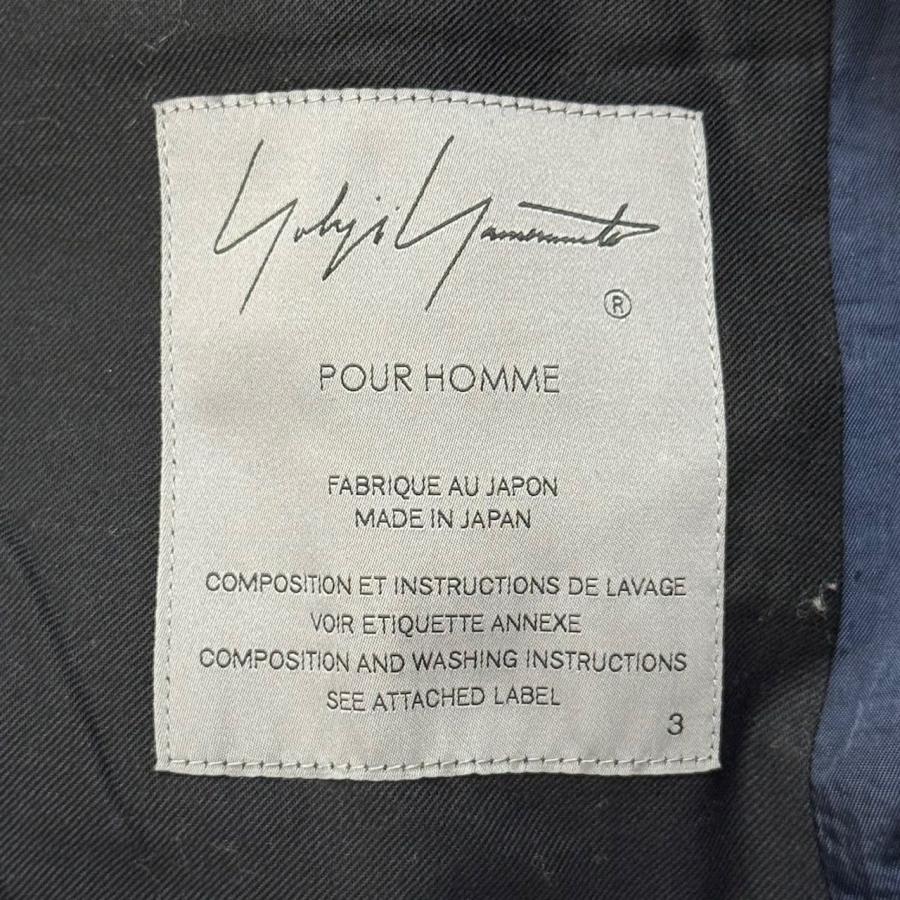 Yohji Yamamoto
®
POUR HOMME
FABRIQUE AU JAPON
MADE IN JAPAN
COMPOSITION ET INSTRUCTIONS DE LAVAGE
VOIR ETIQUETTE ANNEXE
COMPOSITION AND WASHING INSTRUCTIONS
SEE ATTACHED LABEL
3